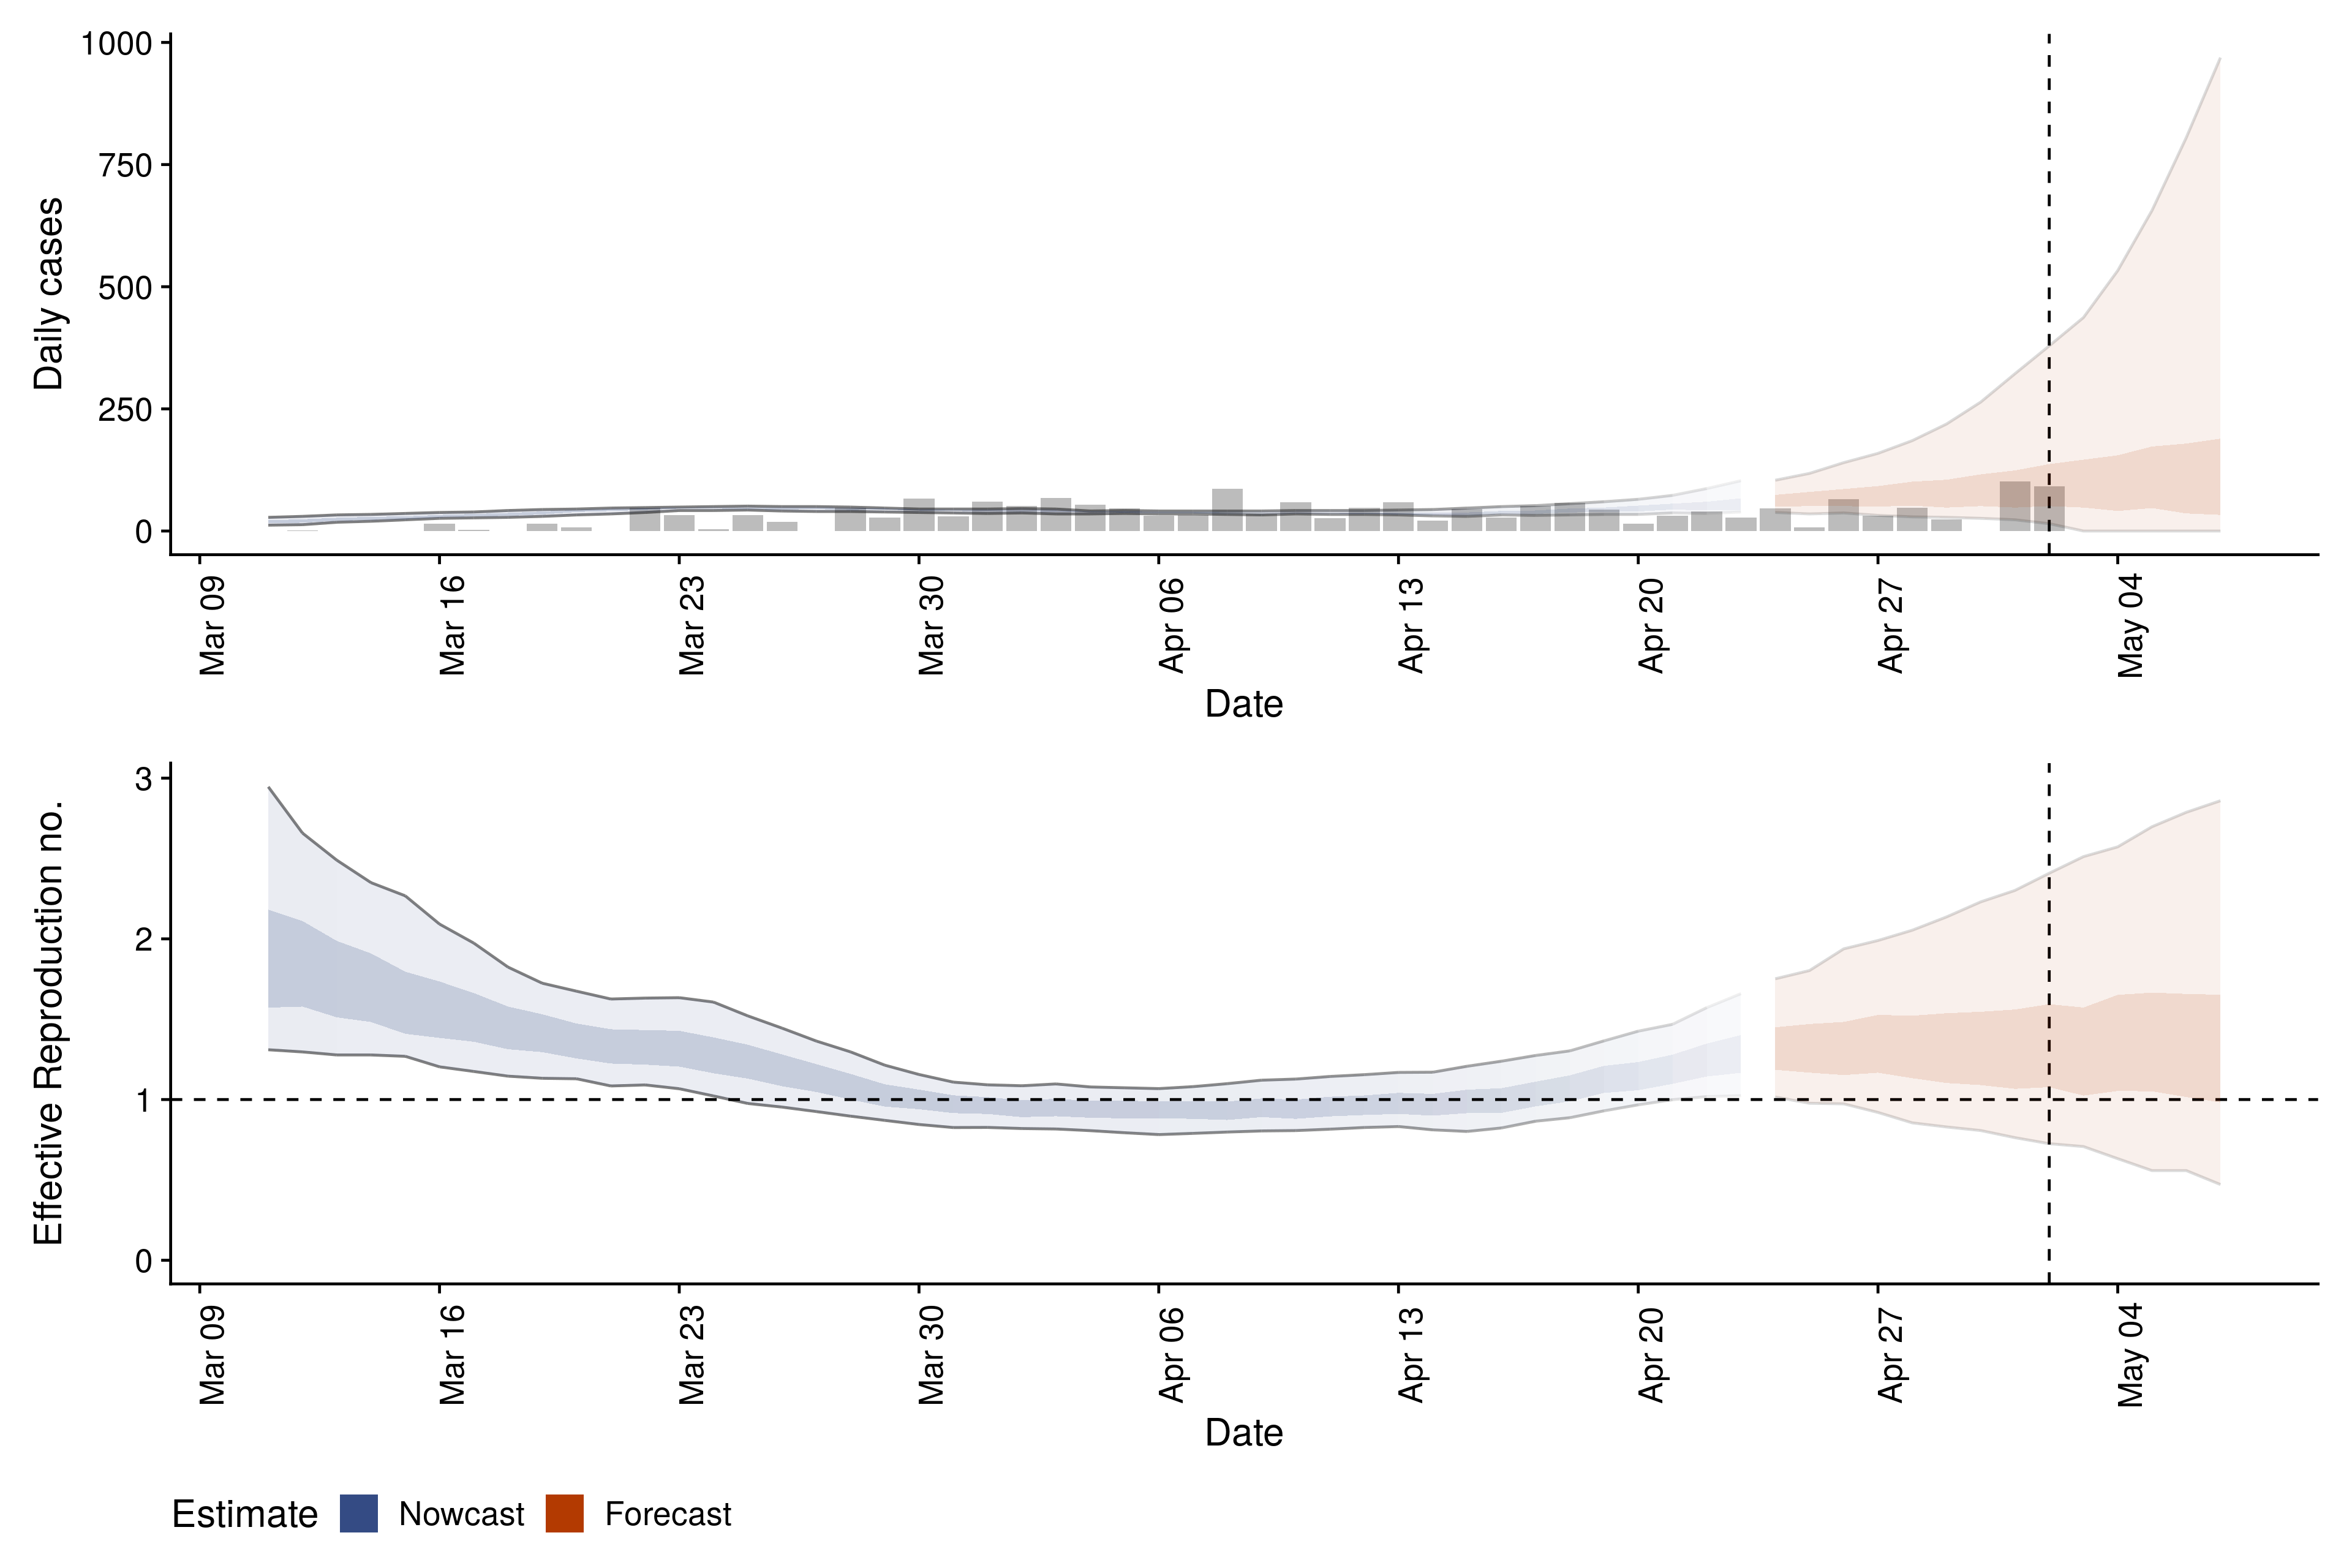 Daily cases
1000
750
500
250
0
Mar 09
Mar 16
Mar 23
Mar 30
Apr 06
Apr 13
Apr 20
Apr 27
May 04
Date
Effective Reproduction no.
3
2
1
0
Mar 09
Mar 16
Mar 23
Mar 30
Apr 06
Apr 13
Apr 20
Apr 27
May 04
Date
Estimate Nowcast Forecast